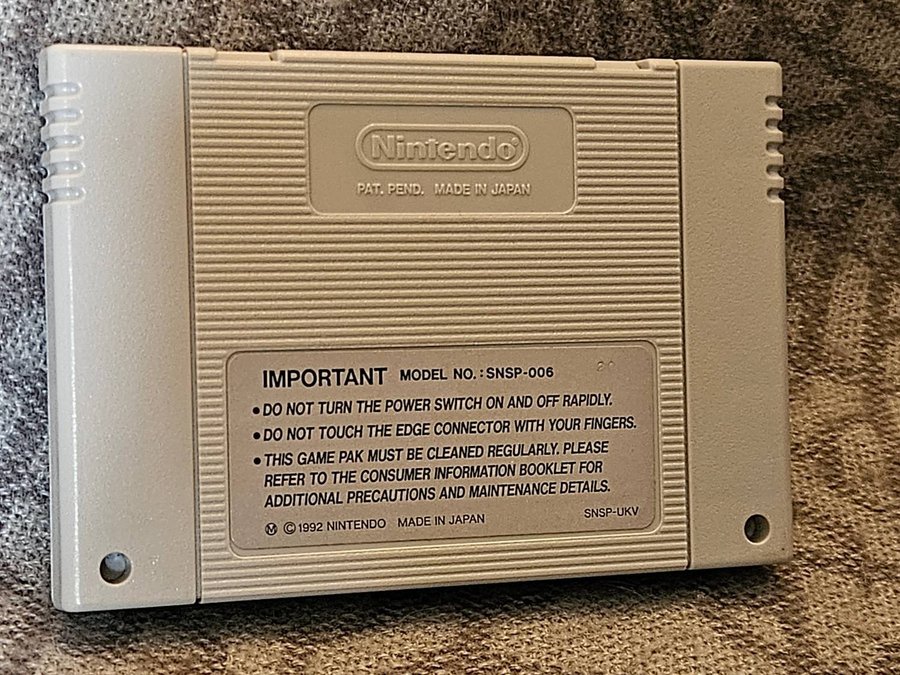 Nintendo®
PAT. PEND. MADE IN JAPAN
IMPORTANT MODEL NO.: SNSP-006
• DO NOT TURN THE POWER SWITCH ON AND OFF RAPIDLY.
• DO NOT TOUCH THE EDGE CONNECTOR WITH YOUR FINGERS.
• THIS GAME PAK MUST BE CLEANED REGULARLY. PLEASE
REFER TO THE CONSUMER INFORMATION BOOKLET FOR
ADDITIONAL PRECAUTIONS AND MAINTENANCE DETAILS.
Ⓜ ©1992 NINTENDO MADE IN JAPAN SNSP-UKV